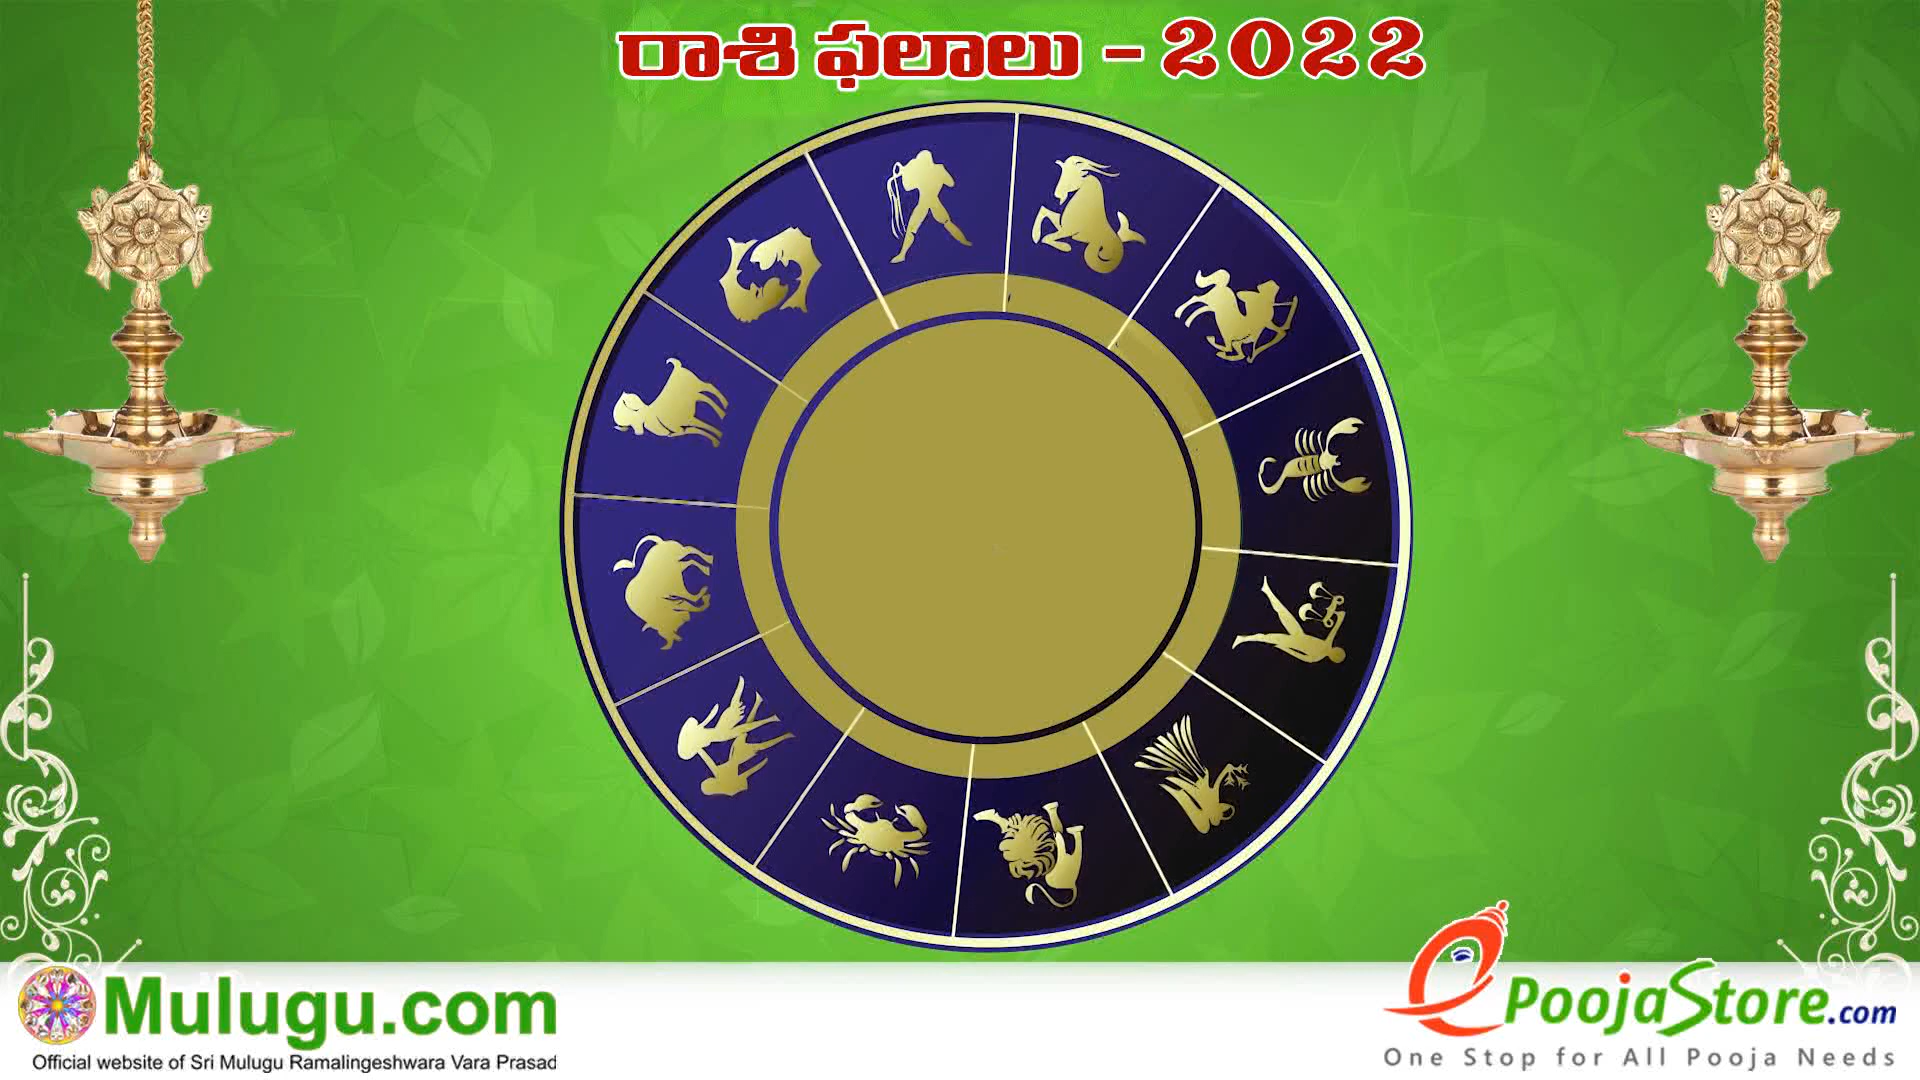 రాశి ఫలాలు - 2022
Mulugu.com
Official website of Sri Mulugu Ramalingeshwara Vara Prasad
ePoojaStore.com
One Stop for All Pooja Needs